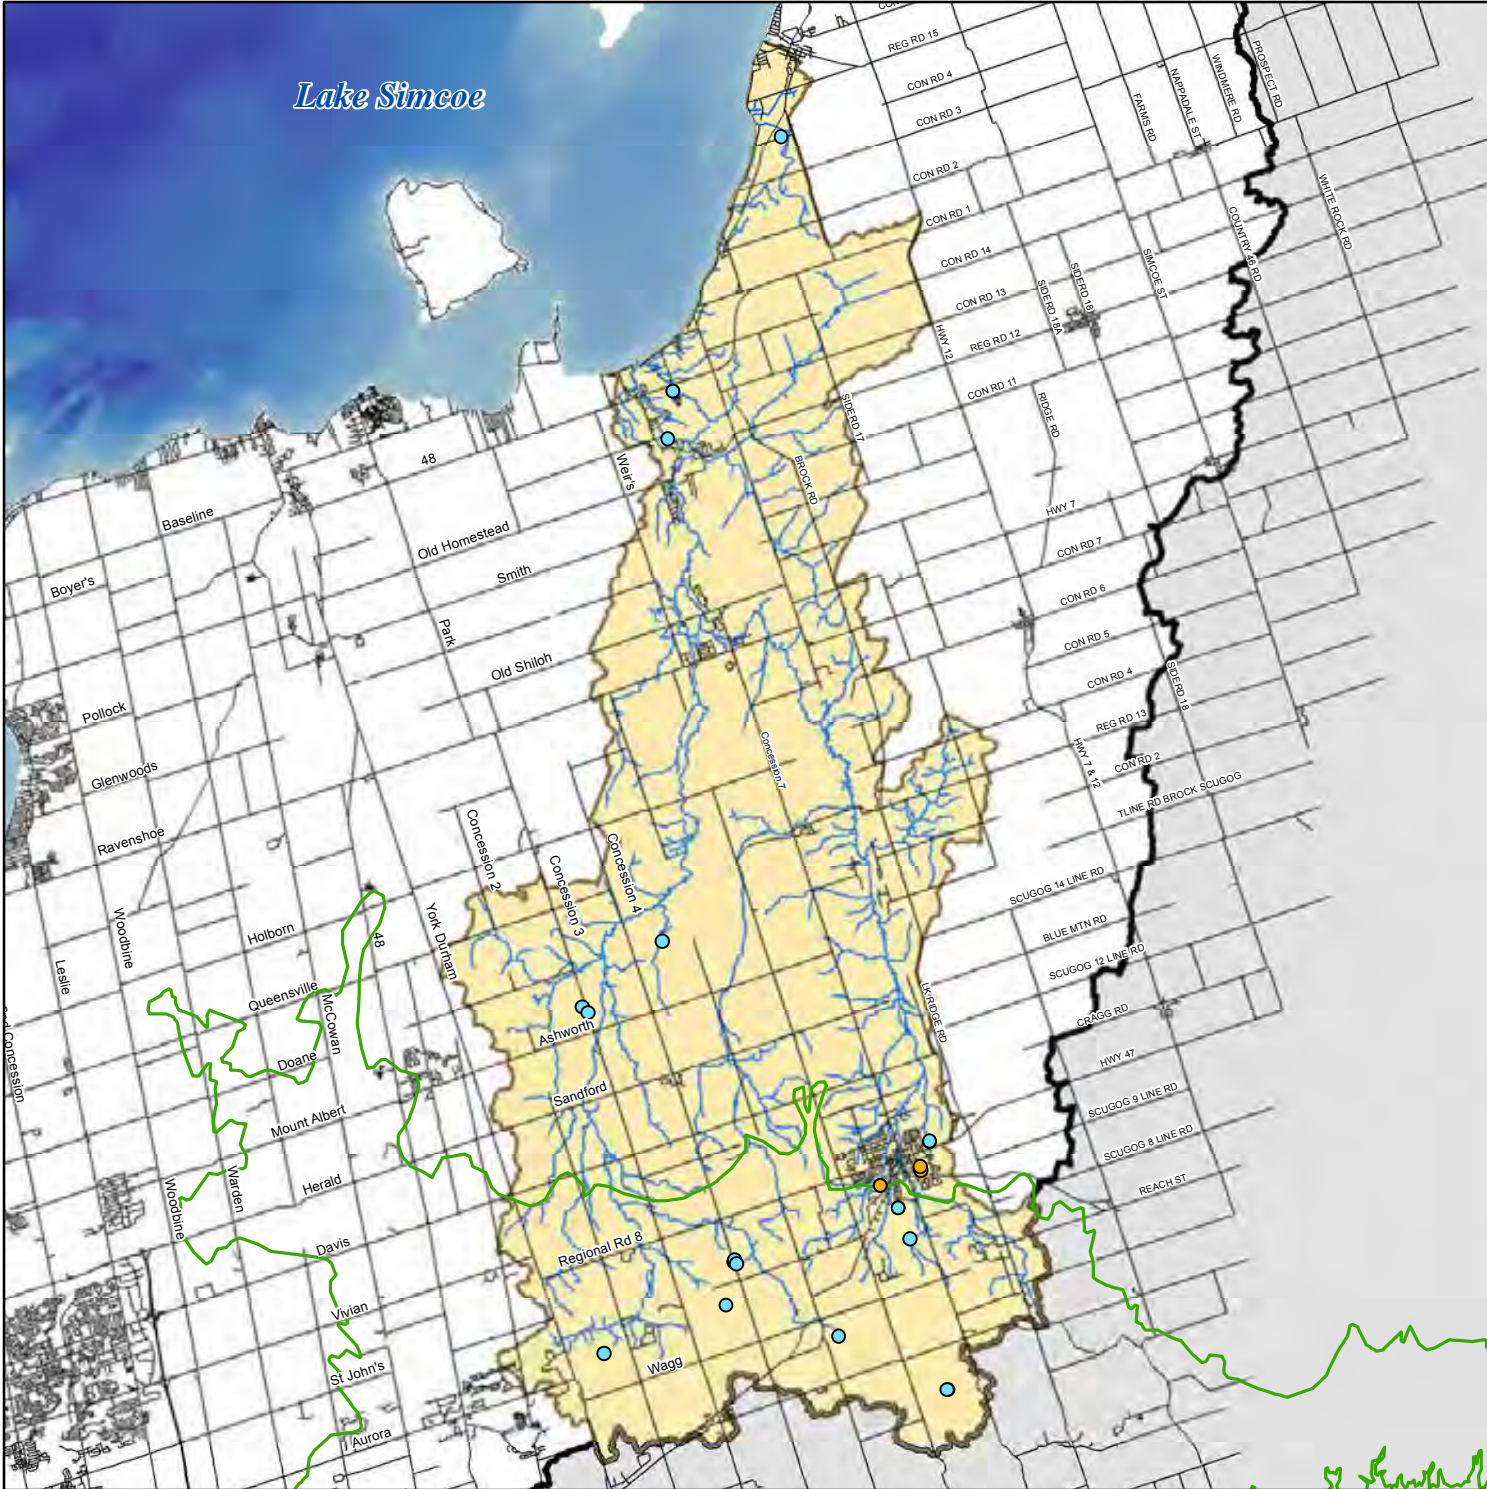 REG RD 15
CON RD 4
CON RD 3
CON RD 2
CON RD 1
CON RD 14
CON RD 13
REG RD 12
CON RD 11
FARMS RD
NAPPADALE ST
WINDMERE RD
PROSPECT RD
WHITE ROCK RD
COUNTRY 46 RD
SIMCOE ST
SIDERD 18
SIDERD 18A
HWY 12
RIDGE RD
SIDERD 17
BROCK RD
Lake Simcoe
48
Weir's
Baseline
Old Homestead
Smith
Boyer's
Park
Old Shiloh
Pollock
Glenwoods
Ravenshoe
HWY 7
CON RD 7
CON RD 6
CON RD 5
CON RD 4
REG RD 13
CON RD 2
SIDERD 18
HWY 7 & 12
TLINE RD BROCK SCUGOG
Concession 7
Concession 2
Concession 3
Concession 4
SCUGOG 14 LINE RD
BLUE MTN RD
SCUGOG 12 LINE RD
CRAGG RD
HWY 47
SCUGOG 9 LINE RD
SCUGOG 8 LINE RD
REACH ST
LK RIDGE RD
Woodbine
Leslie
Holborn
48
York Durham
Queensville
McCowan
Doane
Mount Albert
Ashworth
Sandford
Herald
Warden
Woodbine
Davis
Regional Rd 8
Vivian
St John's
Wagg
Aurora